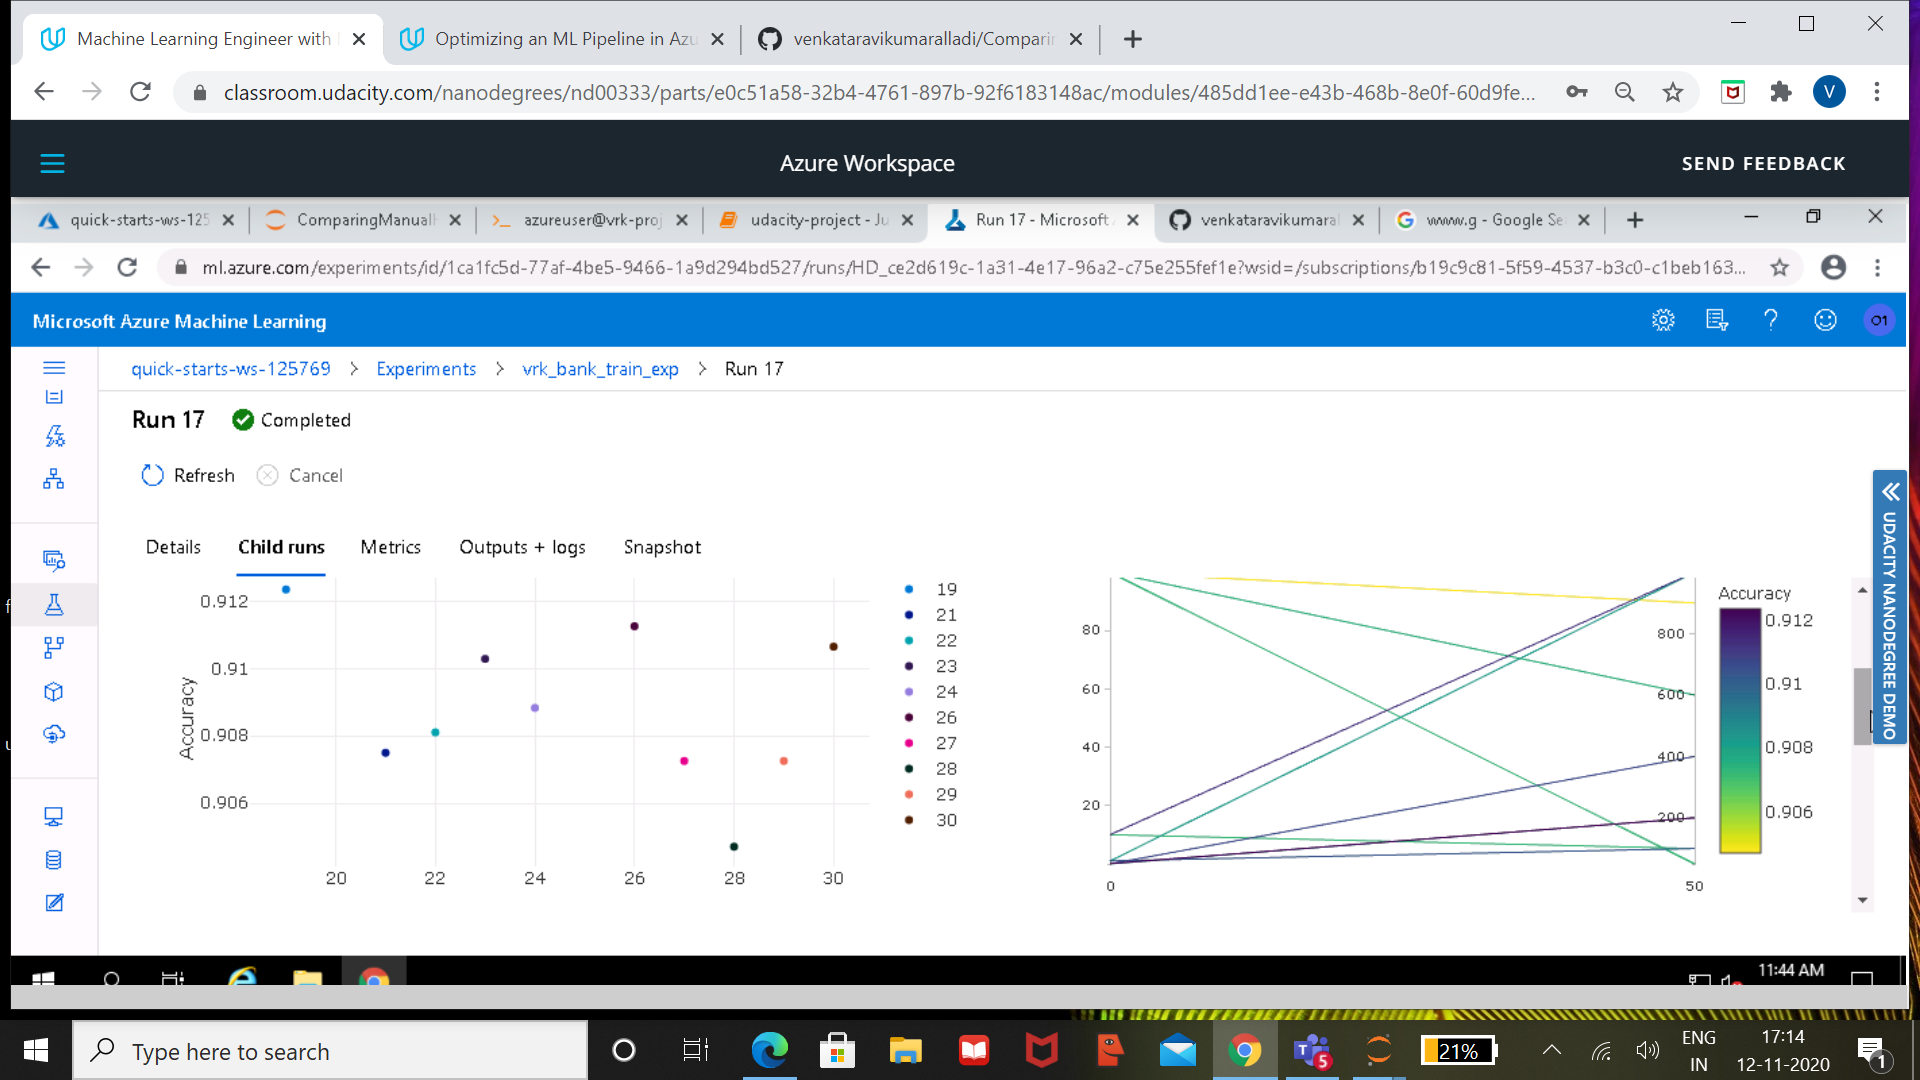 Machine Learning Engineer with
Optimizing an ML Pipeline in Azu
venkataravikumaralladi/Comparin
classroom.udacity.com/nanodegrees/nd00333/parts/e0c51a58-32b4-4761-897b-92f6183148ac/modules/485dd1ee-e43b-468b-8e0f-60d9fe...
V
Azure Workspace
SEND FEEDBACK
quick-starts-ws-125
ComparingManualH
azureuser@vrk-proj
udacity-project - Ju
Run 17 - Microsoft
venkataravikumaral
www.g - Google Se
ml.azure.com/experiments/id/1ca1fc5d-77af-4be5-9466-1a9d294bd527/runs/HD_ce2d619c-1a31-4e17-96a2-c75e255fef1e?wsid=/subscriptions/b19c9c81-5f59-4537-b3c0-c1beb163...
Microsoft Azure Machine Learning
O1
quick-starts-ws-125769 > Experiments > vrk_bank_train_exp > Run 17
Run 17 Completed
Refresh Cancel
Details Child runs Metrics Outputs + logs Snapshot
Accuracy
0.912
0.91
0.908
0.906
20 22 24 26 28 30
19
21
22
23
24
26
27
28
29
30
80
60
40
20
0
800
600
400
200
50
Accuracy
0.912
0.91
0.908
0.906
UDACITY NANODEGREE DEMO
11:44 AM
Type here to search
5
21%
ENG
IN
17:14
12-11-2020
1